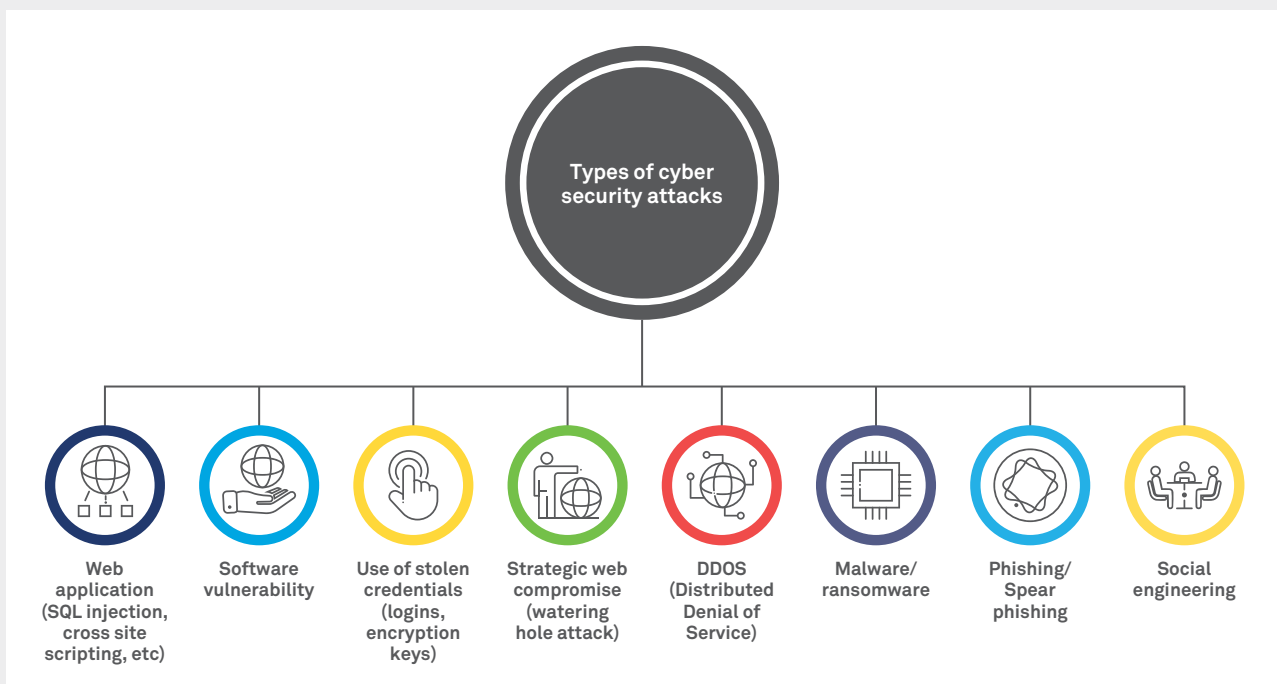 Types of cyber
security attacks
Web
application
(SQL injection,
cross site
scripting, etc)
Software
vulnerability
Use of stolen
credentials
(logins,
encryption
keys)
Strategic web
compromise
(watering
hole attack)
DDOS
(Distributed
Denial of
Service)
Malware/
ransomware
Phishing/
Spear
phishing
Social
engineering